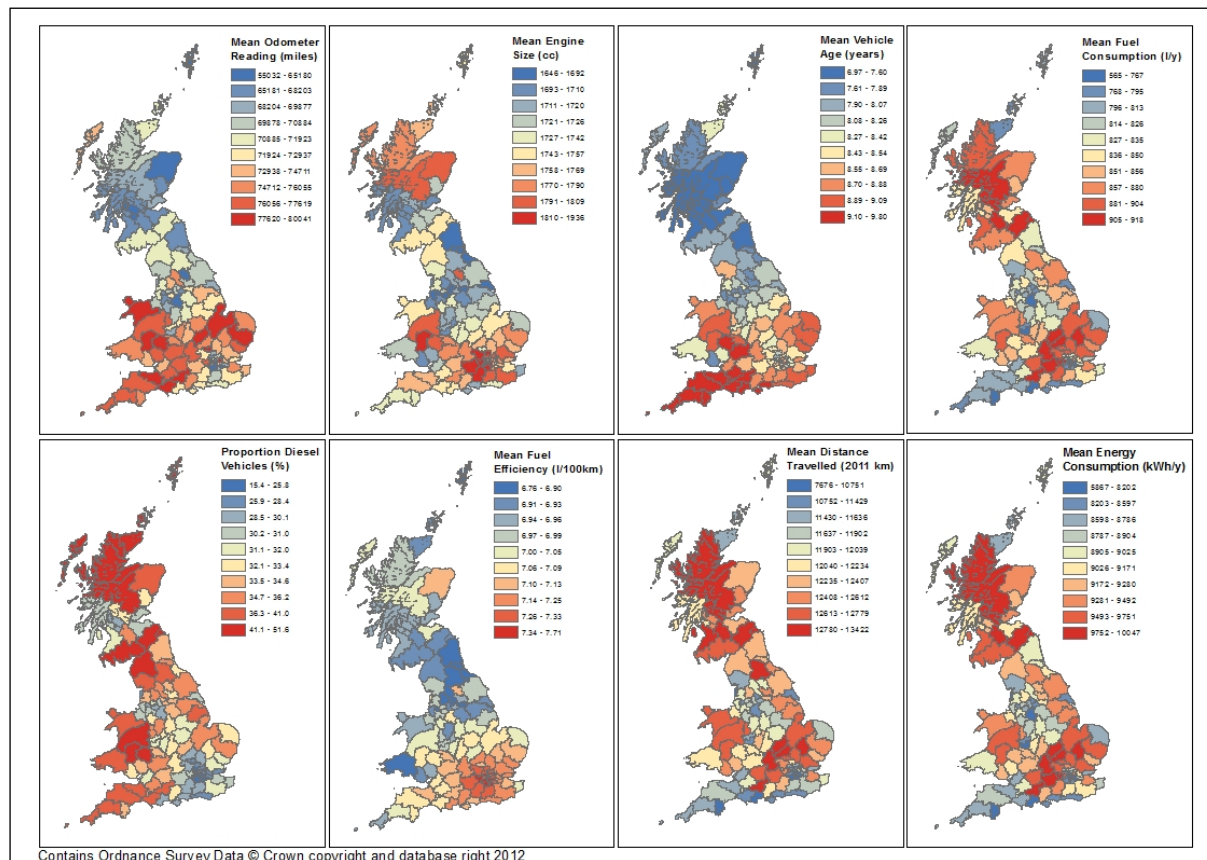 Mean Odometer
Reading (miles)
55032 - 65180
65181 - 68203
68204 - 69877
69878 - 70884
70885 - 71923
71924 - 72937
72938 - 74711
74712 - 76055
76056 - 77619
77620 - 80041
Mean Engine
Size (cc)
1646 - 1692
1693 - 1710
1711 - 1720
1721 - 1726
1727 - 1742
1743 - 1757
1758 - 1769
1770 - 1790
1791 - 1809
1810 - 1936
Mean Vehicle
Age (years)
6.97 - 7.60
7.61 - 7.89
7.90 - 8.07
8.08 - 8.26
8.27 - 8.42
8.43 - 8.54
8.55 - 8.69
8.70 - 8.88
8.89 - 9.09
9.10 - 9.80
Mean Fuel
Consumption (l/y)
565 - 767
768 - 795
796 - 813
814 - 826
827 - 835
836 - 850
851 - 856
857 - 880
881 - 904
905 - 918
Proportion Diesel
Vehicles (%)
15.4 - 25.8
25.9 - 28.4
28.5 - 30.1
30.2 - 31.0
31.1 - 32.0
32.1 - 33.4
33.5 - 34.6
34.7 - 36.2
36.3 - 41.0
41.1 - 51.6
Mean Fuel
Efficiency (l/100km)
6.76 - 6.90
6.91 - 6.93
6.94 - 6.96
6.97 - 6.99
7.00 - 7.05
7.06 - 7.09
7.10 - 7.13
7.14 - 7.25
7.26 - 7.33
7.34 - 7.71
Mean Distance
Travelled (2011 km)
7676 - 10751
10752 - 11429
11430 - 11636
11637 - 11902
11903 - 12039
12040 - 12234
12235 - 12407
12408 - 12612
12613 - 12779
12780 - 13422
Mean Energy
Consumption (kWh/y)
5867 - 8202
8203 - 8597
8598 - 8786
8787 - 8904
8905 - 9025
9026 - 9171
9172 - 9280
9281 - 9492
9493 - 9751
9752 - 10047
Contains Ordnance Survey Data © Crown copyright and database right 2012